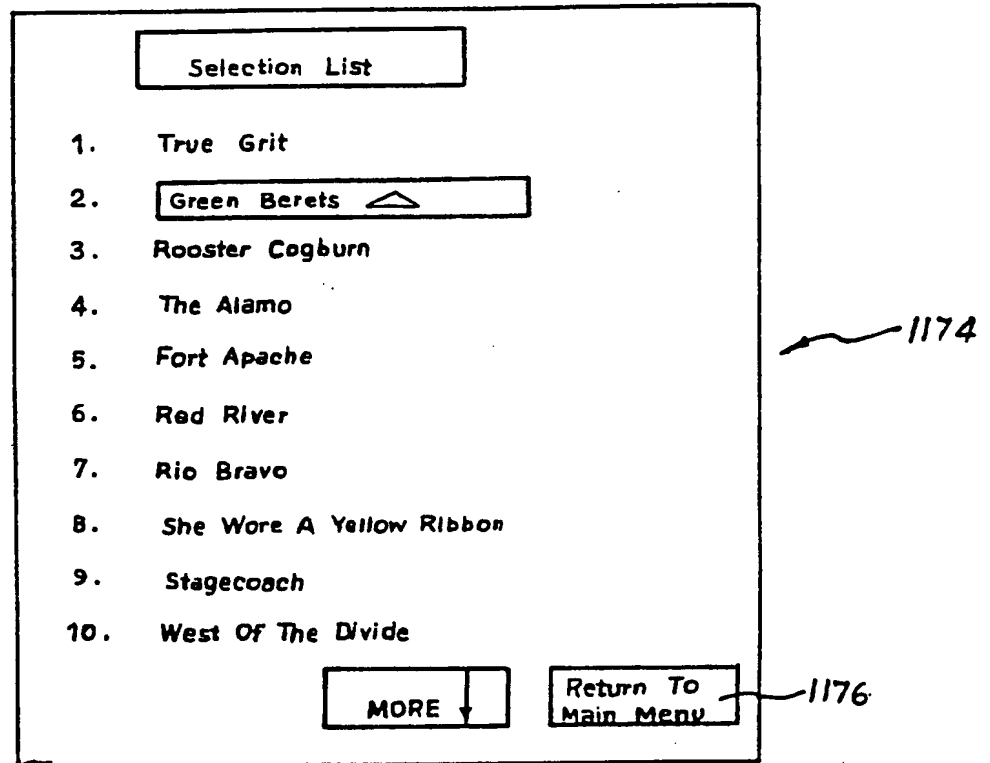 Selection List
1. True Grit
2. Green Berets
3. Rooster Cogburn
4. The Alamo
5. Fort Apache
6. Red River
7. Rio Bravo
8. She Wore A Yellow Ribbon
9. Stagecoach
10. West Of The Divide
1174
MORE
Return To
Main Menu
1176